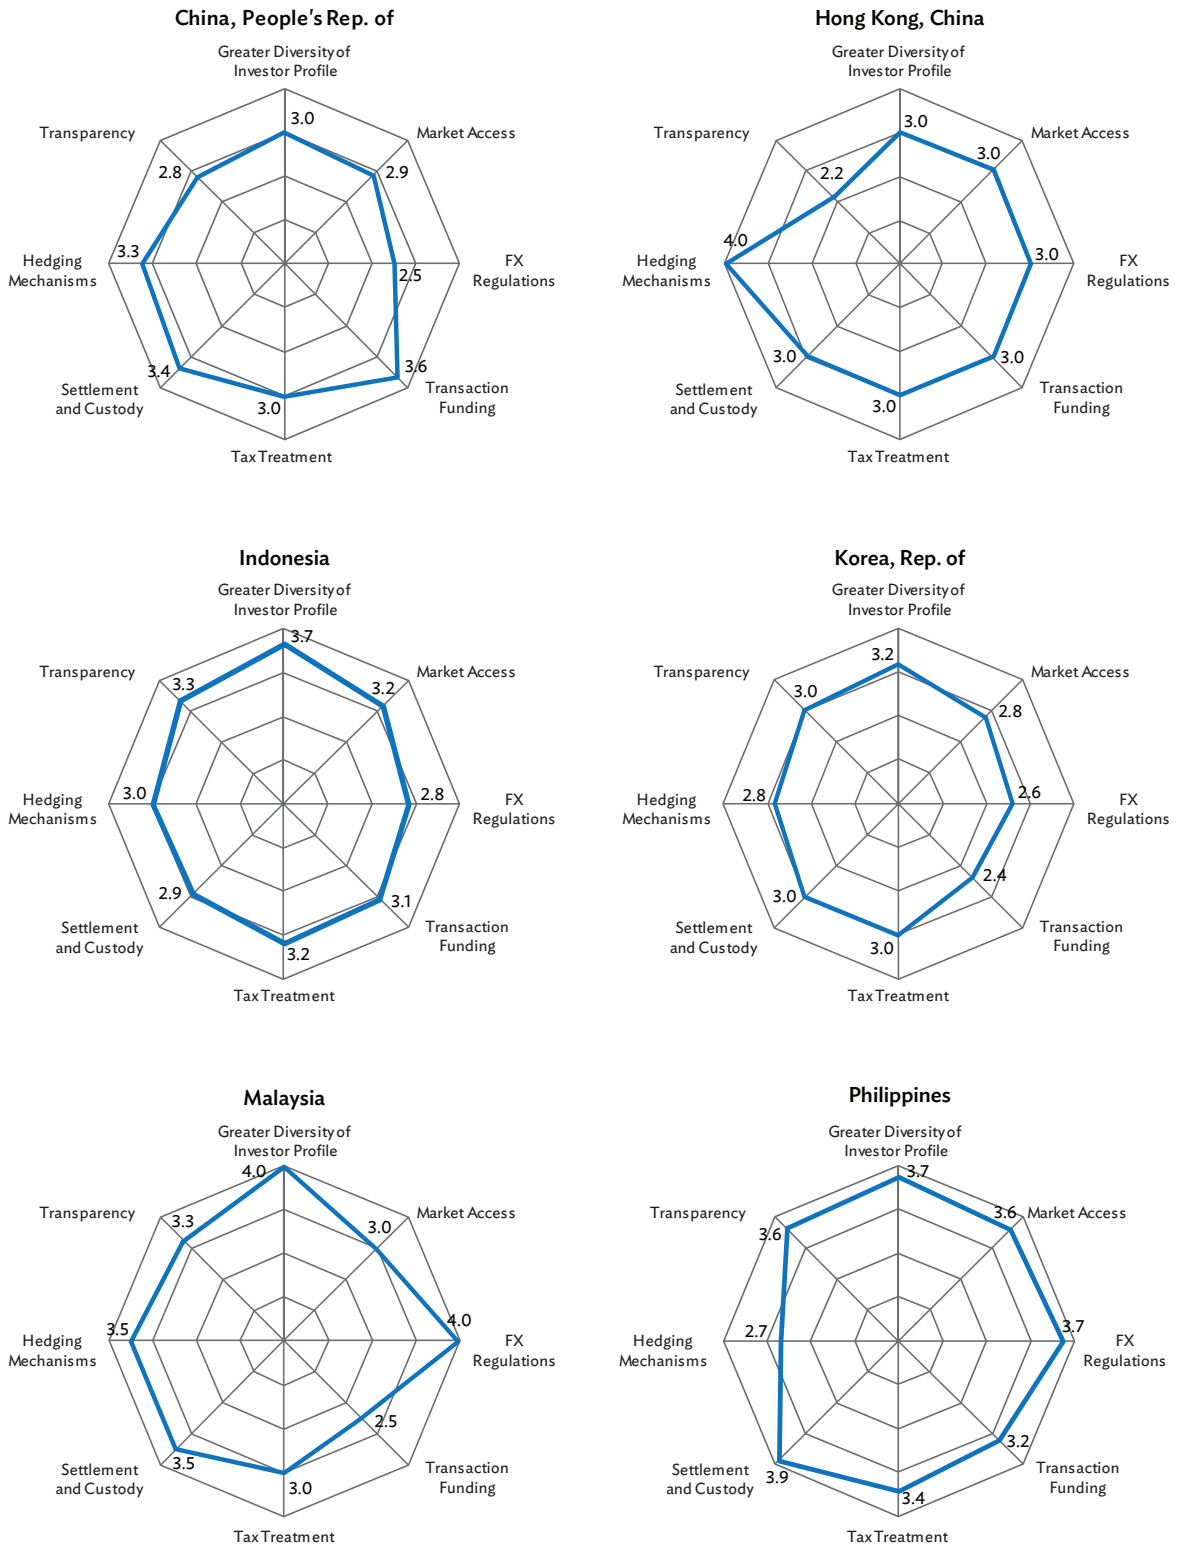 China, People's Rep. of
Greater Diversity of
Investor Profile
3.0
Transparency
Market Access
2.8
2.9
3.3
Hedging
Mechanisms
FX
Regulations
2.5
3.4
3.6
Settlement
and Custody
Transaction
Funding
3.0
Tax Treatment
Hong Kong, China
Greater Diversity of
Investor Profile
3.0
Transparency
Market Access
3.0
2.2
4.0
Hedging
Mechanisms
3.0
FX
Regulations
3.0
3.0
Settlement
and Custody
Transaction
Funding
3.0
Tax Treatment
Indonesia
Greater Diversity of
Investor Profile
3.7
Transparency
Market Access
3.3
3.2
3.0
Hedging
Mechanisms
2.8
FX
Regulations
2.9
3.1
Settlement
and Custody
Transaction
Funding
3.2
Tax Treatment
Korea, Rep. of
Greater Diversity of
Investor Profile
3.2
Transparency
Market Access
3.0
2.8
2.8
Hedging
Mechanisms
2.6
FX
Regulations
2.4
3.0
Settlement
and Custody
Transaction
Funding
3.0
Tax Treatment
Malaysia
Greater Diversity of
Investor Profile
4.0
Transparency
Market Access
3.3
3.0
3.5
Hedging
Mechanisms
4.0
FX
Regulations
2.5
3.5
Settlement
and Custody
Transaction
Funding
3.0
Tax Treatment
Philippines
Greater Diversity of
Investor Profile
3.7
Transparency
3.6
Market Access
3.6
2.7
Hedging
Mechanisms
3.7
FX
Regulations
3.2
Settlement
and Custody
3.9
Transaction
Funding
3.4
Tax Treatment